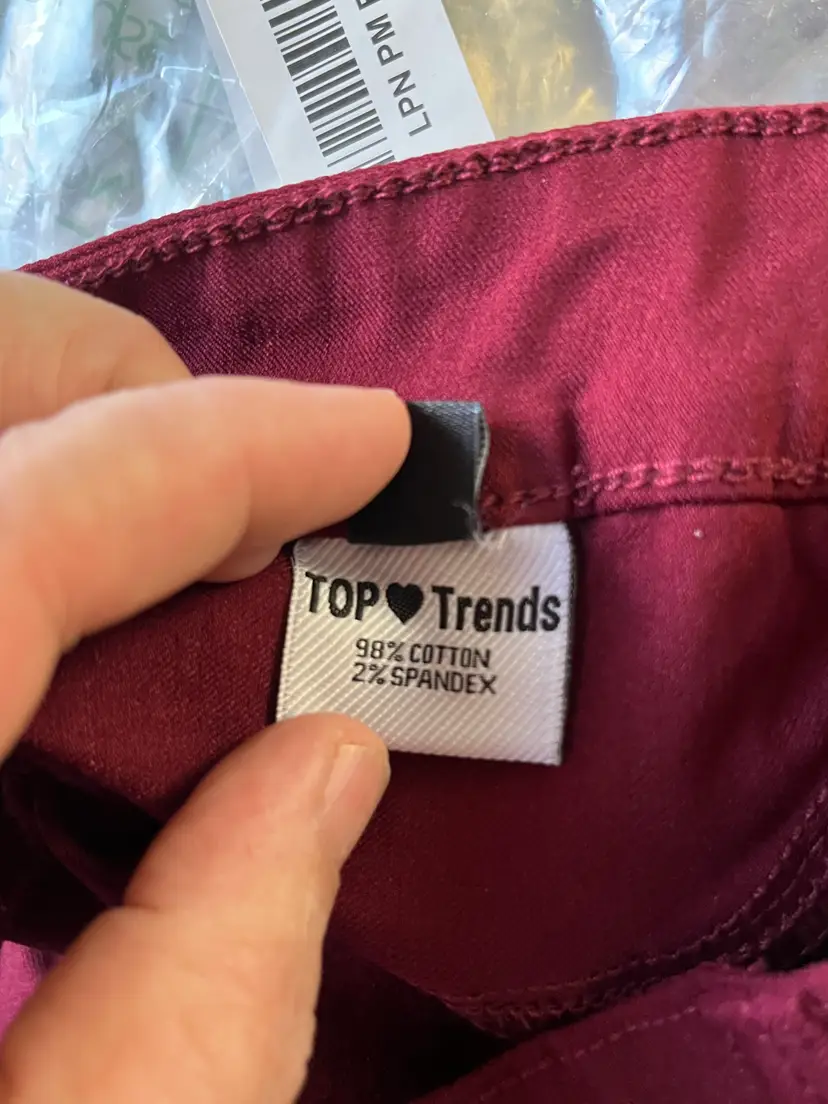 LPN PM
TOP♥Trends
98% COTTON
2% SPANDEX